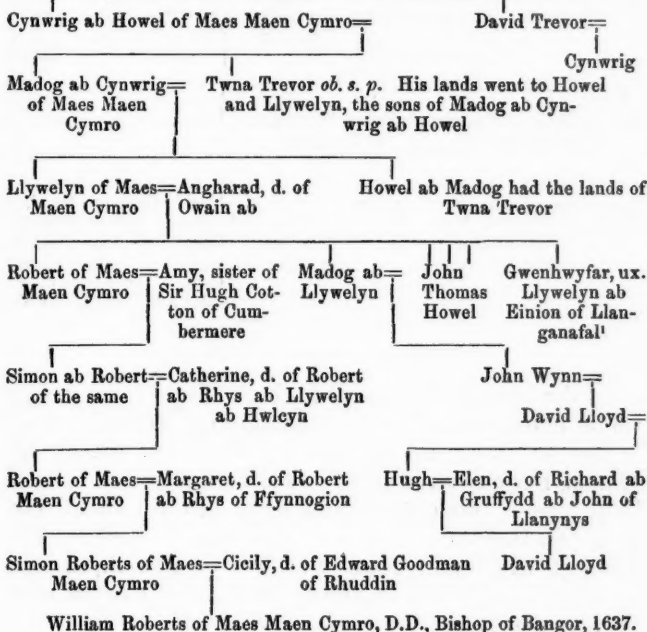 Cynwrig ab Howel of Maes Maen Cymro= David Trevor=
Cynwrig
Madog ab Cynwrig= Twna Trevor ob. s. p. His lands went to Howel
of Maes Maen and Llywelyn, the sons of Madog ab Cyn-
Cymro wrig ab Howel
Llywelyn of Maes=Angharad, d. of Howel ab Madog had the lands of
Maen Cymro Owain ab Twna Trevor
Robert of Maes=Amy, sister of Madog ab= John Gwenhwyfar, ux.
Maen Cymro Sir Hugh Cot- Llywelyn Thomas Llywelyn ab
ton of Cum- Howel Einion of Llan-
bermere ganafal¹
Simon ab Robert=Catherine, d. of Robert John Wynn=
of the same ab Rhys ab Llywelyn
ab Hwlcyn David Lloyd=
Robert of Maes=Margaret, d. of Robert Hugh=Elen, d. of Richard ab
Maen Cymro ab Rhys of Ffynnogion Gruffydd ab John of
Llanynys
Simon Roberts of Maes=Cicily, d. of Edward Goodman David Lloyd
Maen Cymro of Rhuddin
William Roberts of Maes Maen Cymro, D.D., Bishop of Bangor, 1637.